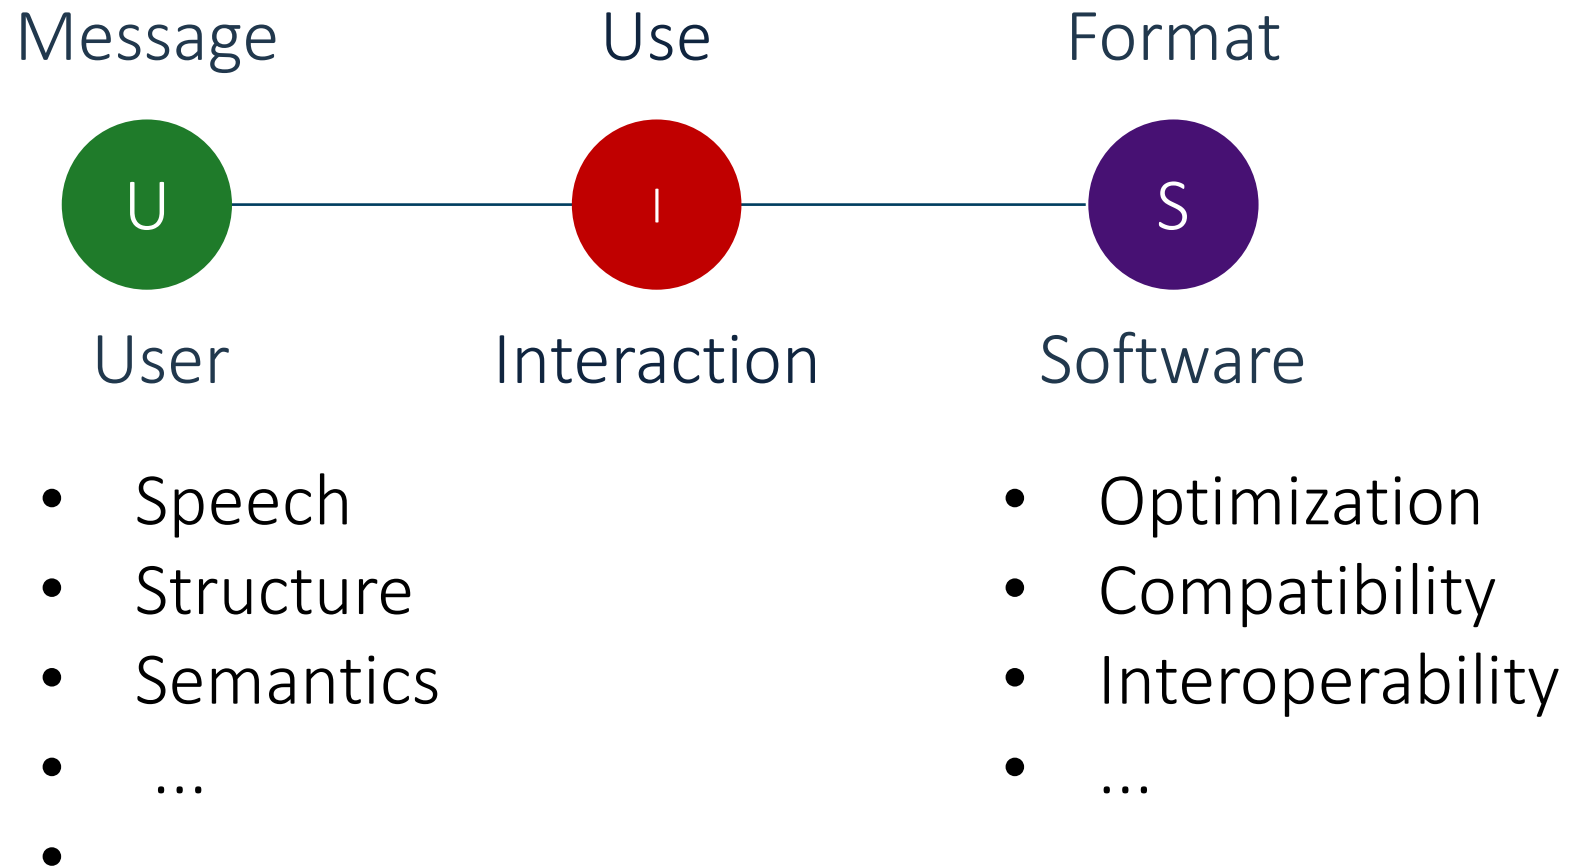 Message Use Format
U I S
User Interaction Software
• Speech
• Structure
• Semantics
• ...
•
• Optimization
• Compatibility
• Interoperability
• ...